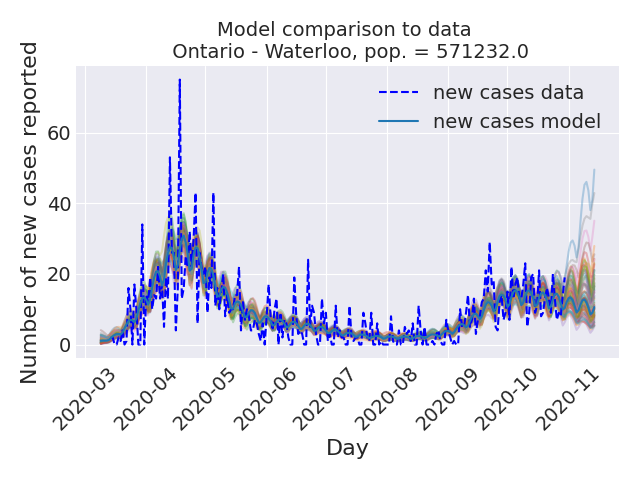 Model comparison to data
Ontario - Waterloo, pop. = 571232.0
Number of new cases reported
60
40
20
0
new cases data
new cases model
2020-03
2020-04
2020-05
2020-06
2020-07
2020-08
2020-09
2020-10
2020-11
Day